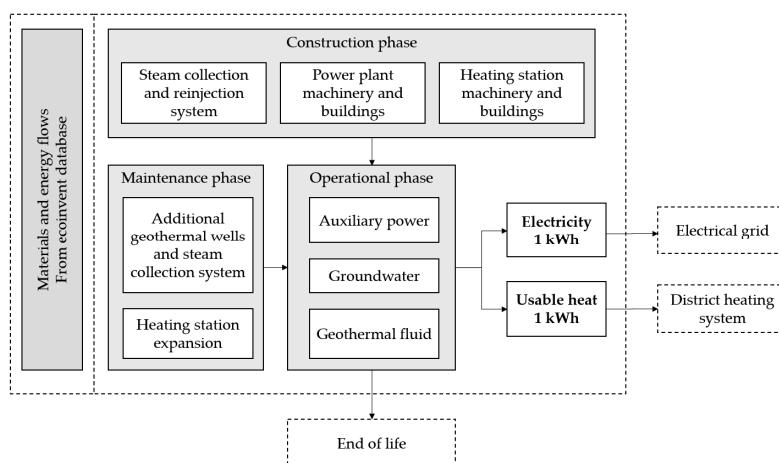 Materials and energy flows
From ecoinvent database
Construction phase
Steam collection
and reinjection
system
Power plant
machinery and
buildings
Heating station
machinery and
buildings
Maintenance phase
Additional
geothermal wells
and steam
collection system
Heating station
expansion
Operational phase
Auxiliary power
Groundwater
Geothermal fluid
Electricity
1 kWh
Usable heat
1 kWh
Electrical grid
District heating
system
End of life